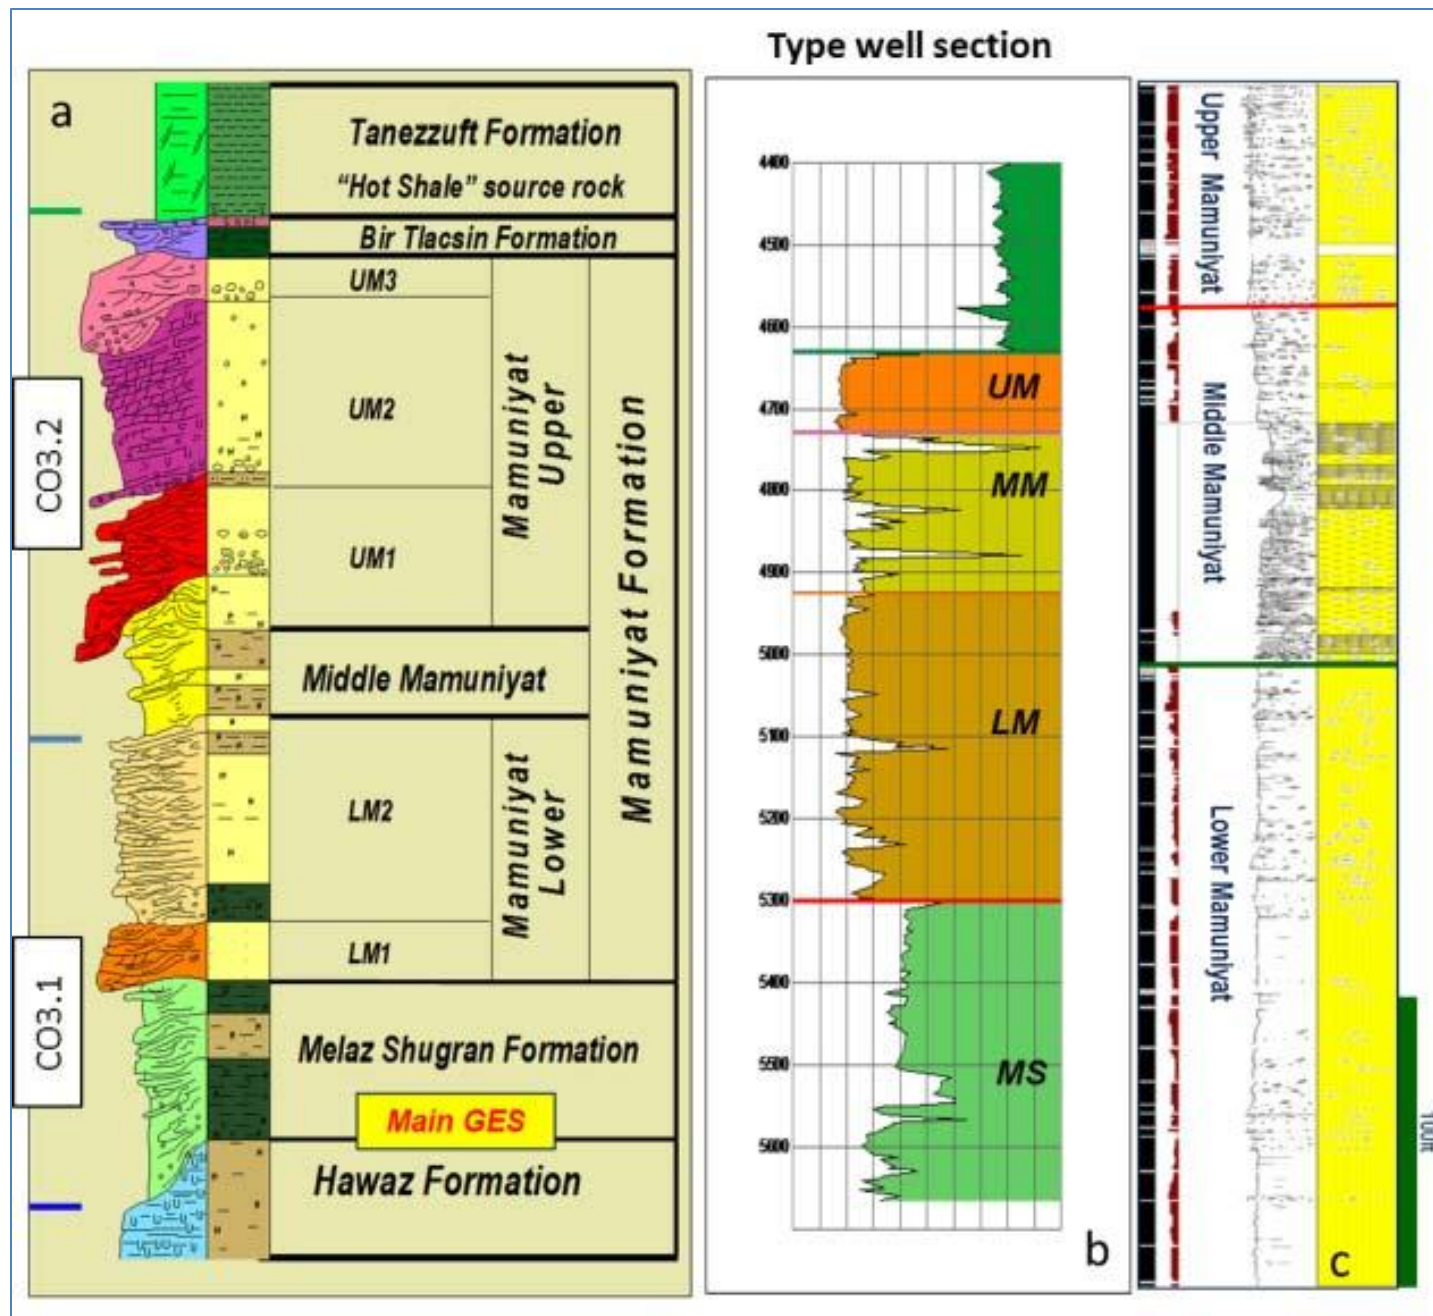 Type well section
a
Tanezzuft Formation
"Hot Shale" source rock
Bir Tlacsin Formation
UM3
UM2
UM1
Mamuniyat
Upper
Middle Mamuniyat
LM2
LM1
Mamuniyat
Lower
Mamuniyat Formation
Melaz Shugran Formation
Main GES
Hawaz Formation
CO3.2
CO3.1
4400
4500
4600
4700
4800
4900
5000
5100
5200
5300
5400
5500
5600
UM
MM
LM
MS
b
Upper Mamuniyat
Middle Mamuniyat
Lower Mamuniyat
c
100ft